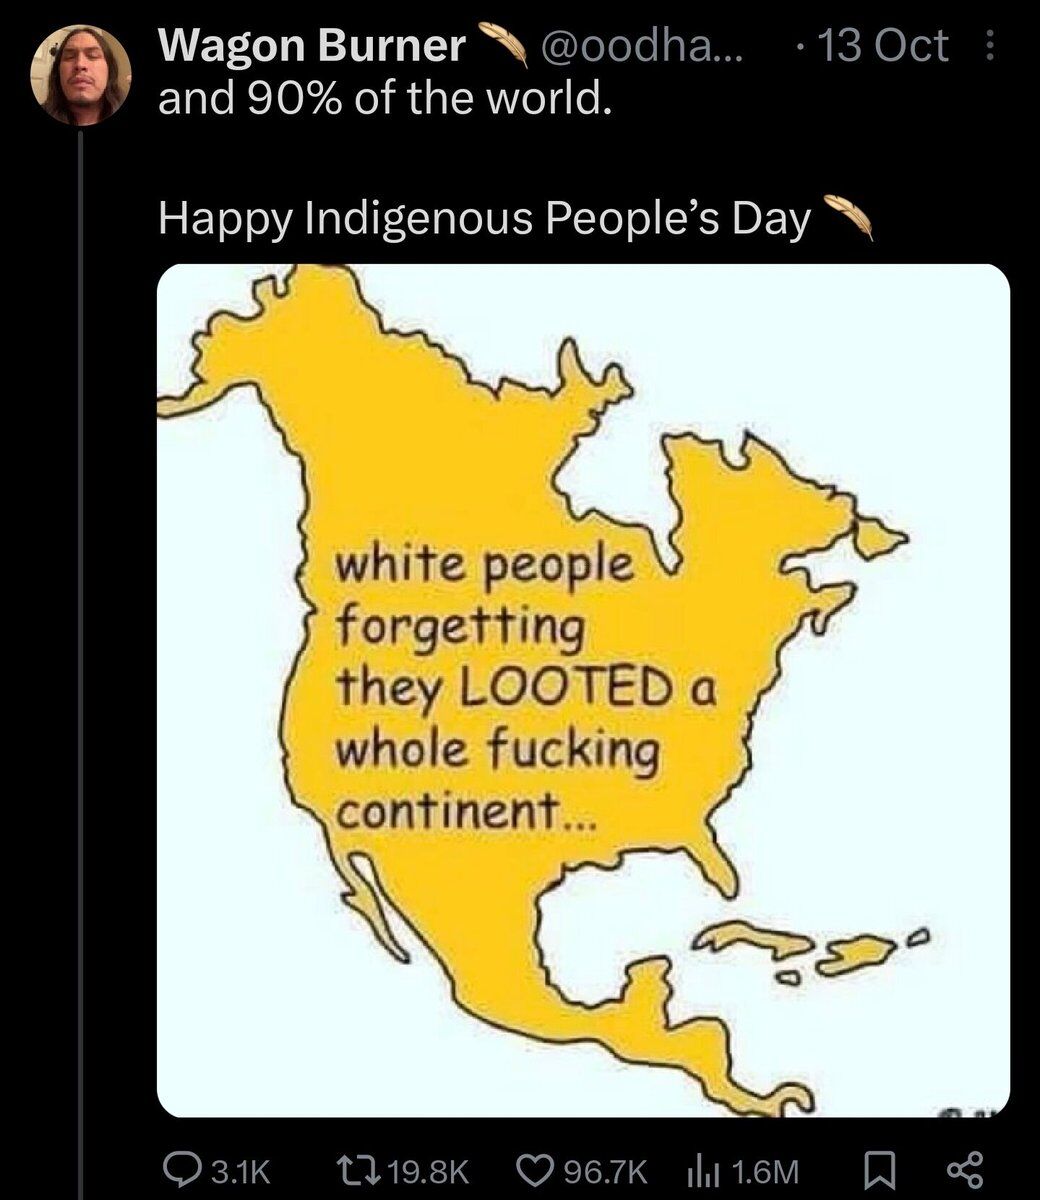 Wagon Burner 🪶 @oodha... · 13 Oct
and 90% of the world.
Happy Indigenous People’s Day 🪶
white people
forgetting
they LOOTED a
whole fucking
continent...
3.1K 19.8K 96.7K 1.6M